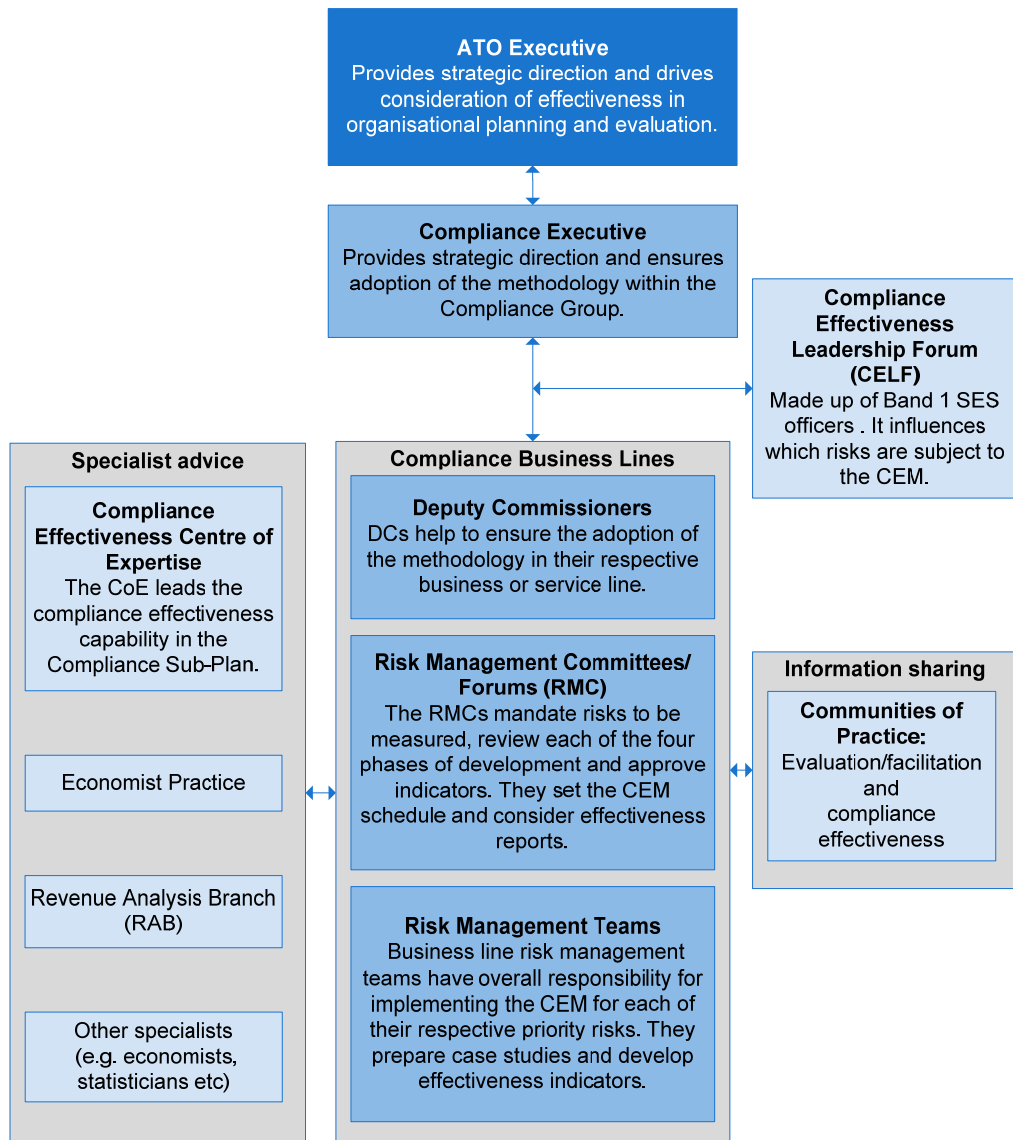 ATO Executive
Provides strategic direction and drives
consideration of effectiveness in
organisational planning and evaluation.
Compliance Executive
Provides strategic direction and ensures
adoption of the methodology within the
Compliance Group.
Compliance
Effectiveness
Leadership Forum
(CELF)
Made up of Band 1 SES
officers . It influences
which risks are subject to
the CEM.
Specialist advice
Compliance
Effectiveness Centre of
Expertise
The CoE leads the
compliance effectiveness
capability in the
Compliance Sub-Plan.
Economist Practice
Revenue Analysis Branch
(RAB)
Other specialists
(e.g. economists,
statisticians etc)
Compliance Business Lines
Deputy Commissioners
DCs help to ensure the adoption of
the methodology in their respective
business or service line.
Risk Management Committees/
Forums (RMC)
The RMCs mandate risks to be
measured, review each of the four
phases of development and approve
indicators. They set the CEM
schedule and consider effectiveness
reports.
Risk Management Teams
Business line risk management
teams have overall responsibility for
implementing the CEM for each of
their respective priority risks. They
prepare case studies and develop
effectiveness indicators.
Information sharing
Communities of
Practice:
Evaluation/facilitation
and
compliance
effectiveness